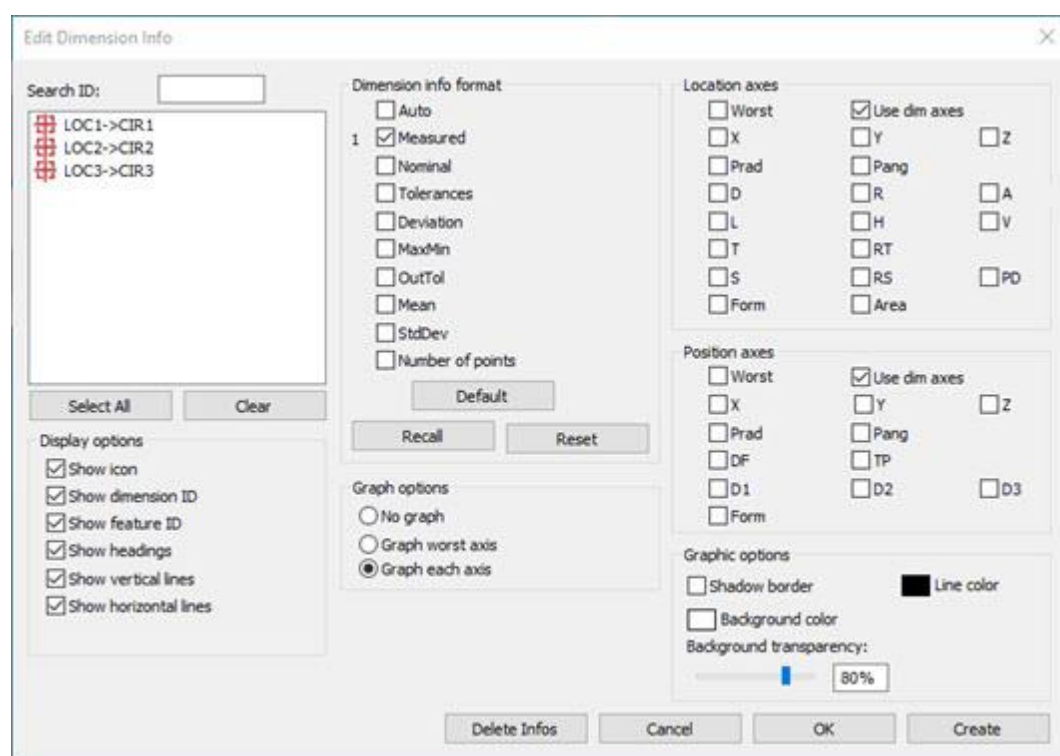 Edit Dimension Info
Search ID:
LOC1->CIR1
LOC2->CIR2
LOC3->CIR3
Select All Clear
Display options
Show icon
Show dimension ID
Show feature ID
Show headings
Show vertical lines
Show horizontal lines
Dimension info format
Auto
1 Measured
Nominal
Tolerances
Deviation
MaxMin
OutTol
Mean
StdDev
Number of points
Default
Recall Reset
Graph options
No graph
Graph worst axis
Graph each axis
Location axes
Worst Use dim axes
X Y Z
Prad Pang
D R A
L H V
T RT
S RS PD
Form Area
Position axes
Worst Use dim axes
X Y Z
Prad Pang
DF TP
D1 D2 D3
Form
Graphic options
Shadow border Line color
Background color
Background transparency:
80%
Delete Infos Cancel OK Create